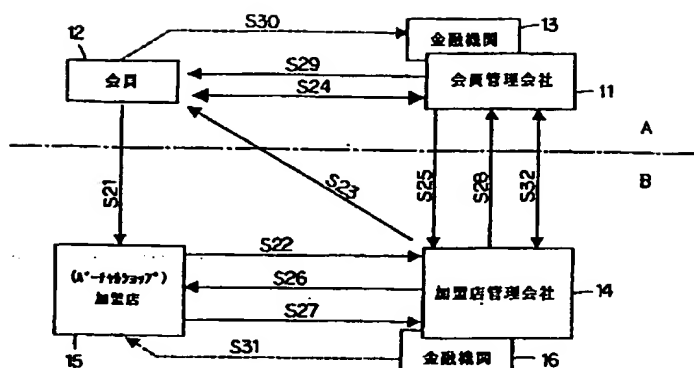 S30
12
13
金融機関
会員
S29
会員管理会社
S24
11
A
B
S21
S23
S25
S28
S32
S22
(バーチャルショップ)
加盟店
S26
加盟店管理会社
14
S27
15
S31
金融機関
16